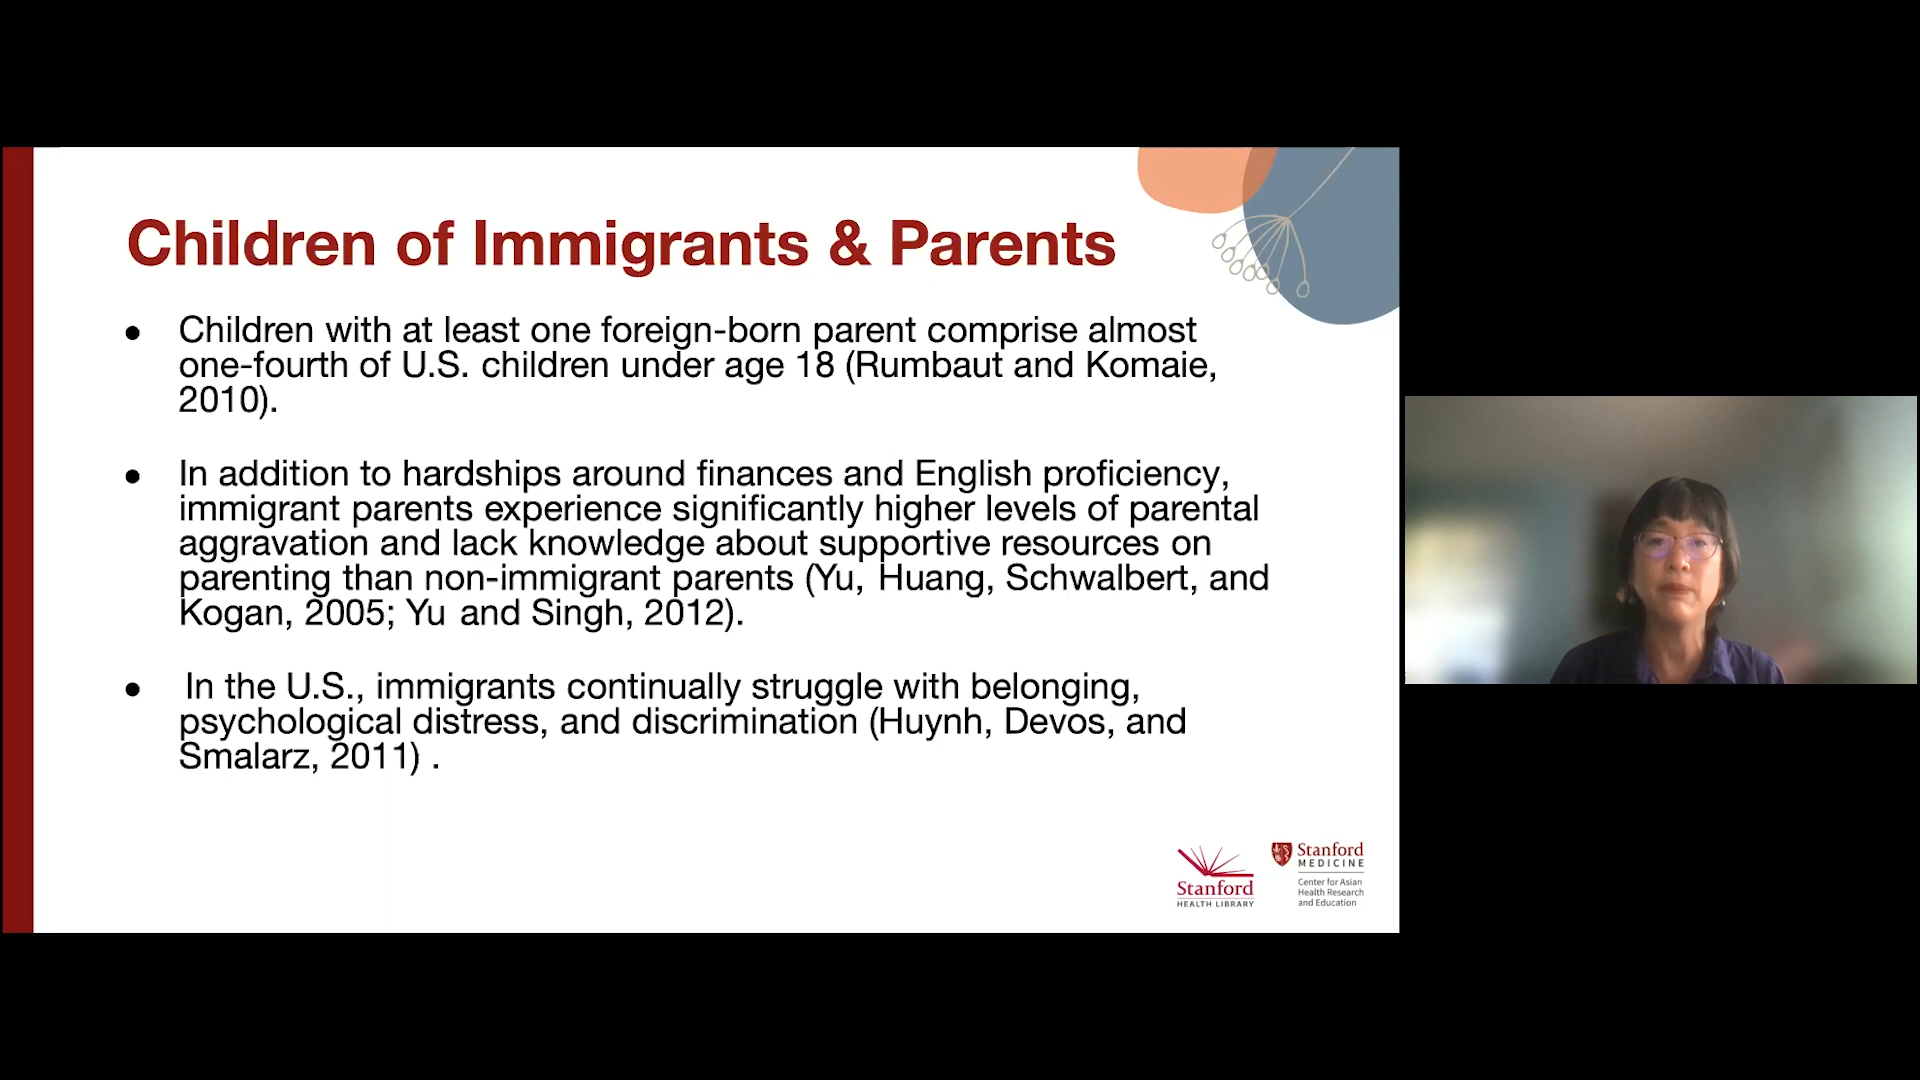 Children of Immigrants & Parents
● Children with at least one foreign-born parent comprise almost
one-fourth of U.S. children under age 18 (Rumbaut and Komaie,
2010).
● In addition to hardships around finances and English proficiency,
immigrant parents experience significantly higher levels of parental
aggravation and lack knowledge about supportive resources on
parenting than non-immigrant parents (Yu, Huang, Schwalbert, and
Kogan, 2005; Yu and Singh, 2012).
● In the U.S., immigrants continually struggle with belonging,
psychological distress, and discrimination (Huynh, Devos, and
Smalarz, 2011) .
Stanford
HEALTH LIBRARY
Stanford
MEDICINE
Center for Asian
Health Research
and Education